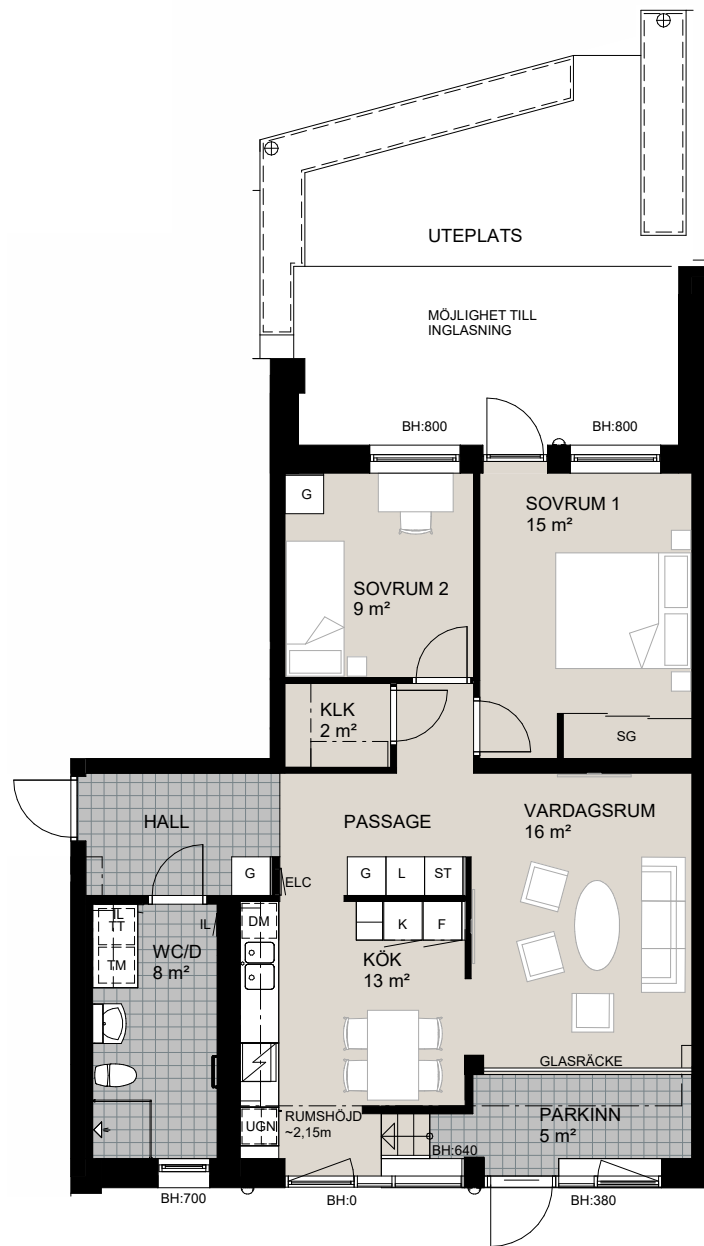 UTEPLATS
MÖJLIGHET TILL
INGLASNING
BH:800
BH:800
G
SOVRUM 1
15 m²
SOVRUM 2
9 m²
KLK
2 m²
SG
HALL
PASSAGE
VARDAGSRUM
16 m²
G
ELC
G
L
ST
IL
TT
IL
DM
K
F
WC/D
8 m²
TM
KÖK
13 m²
GLASRÄCKE
UGN
RUMSHÖJD
~2,15m
PARKINN
5 m²
BH:640
BH:700
BH:0
BH:380